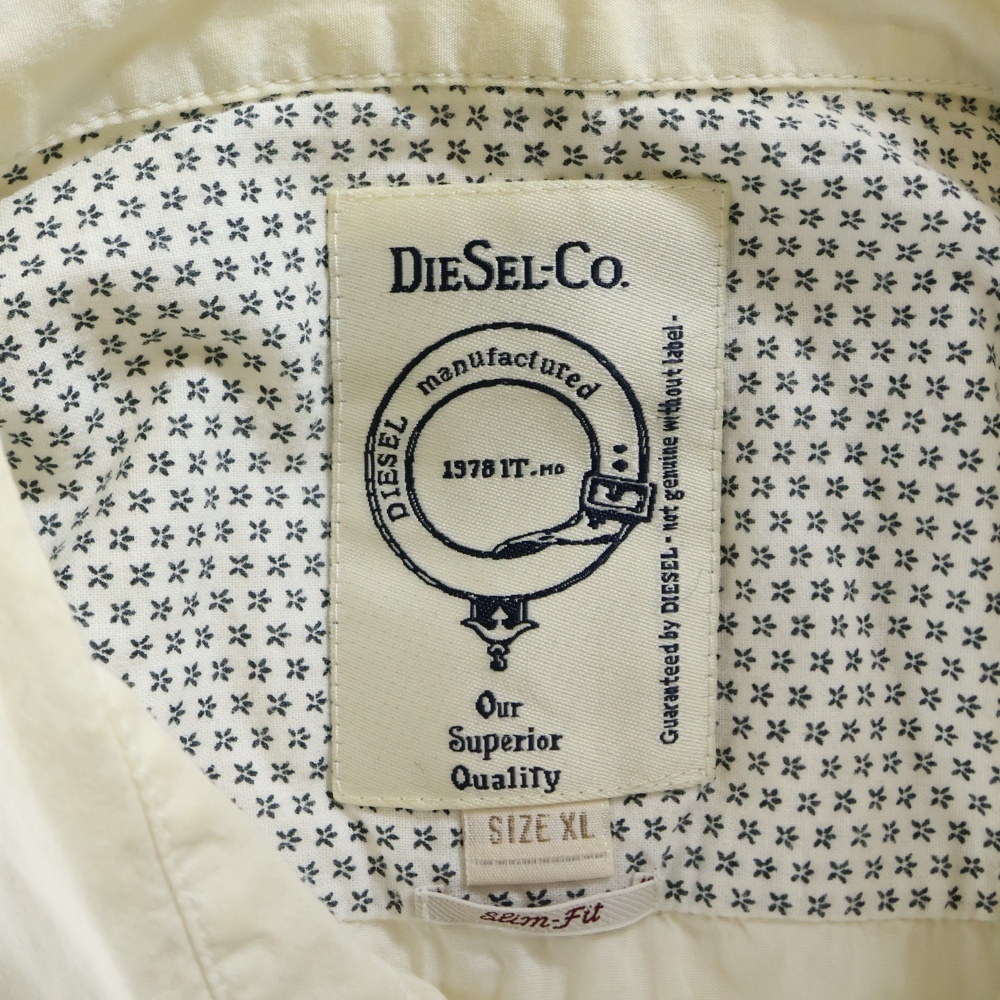 DIESEL-CO.
DIESEL manufactured
1978 IT.MO
Our
Superior
Quality
Guaranteed by DIESEL - not genuine without label -
SIZE XL
slim-Fit